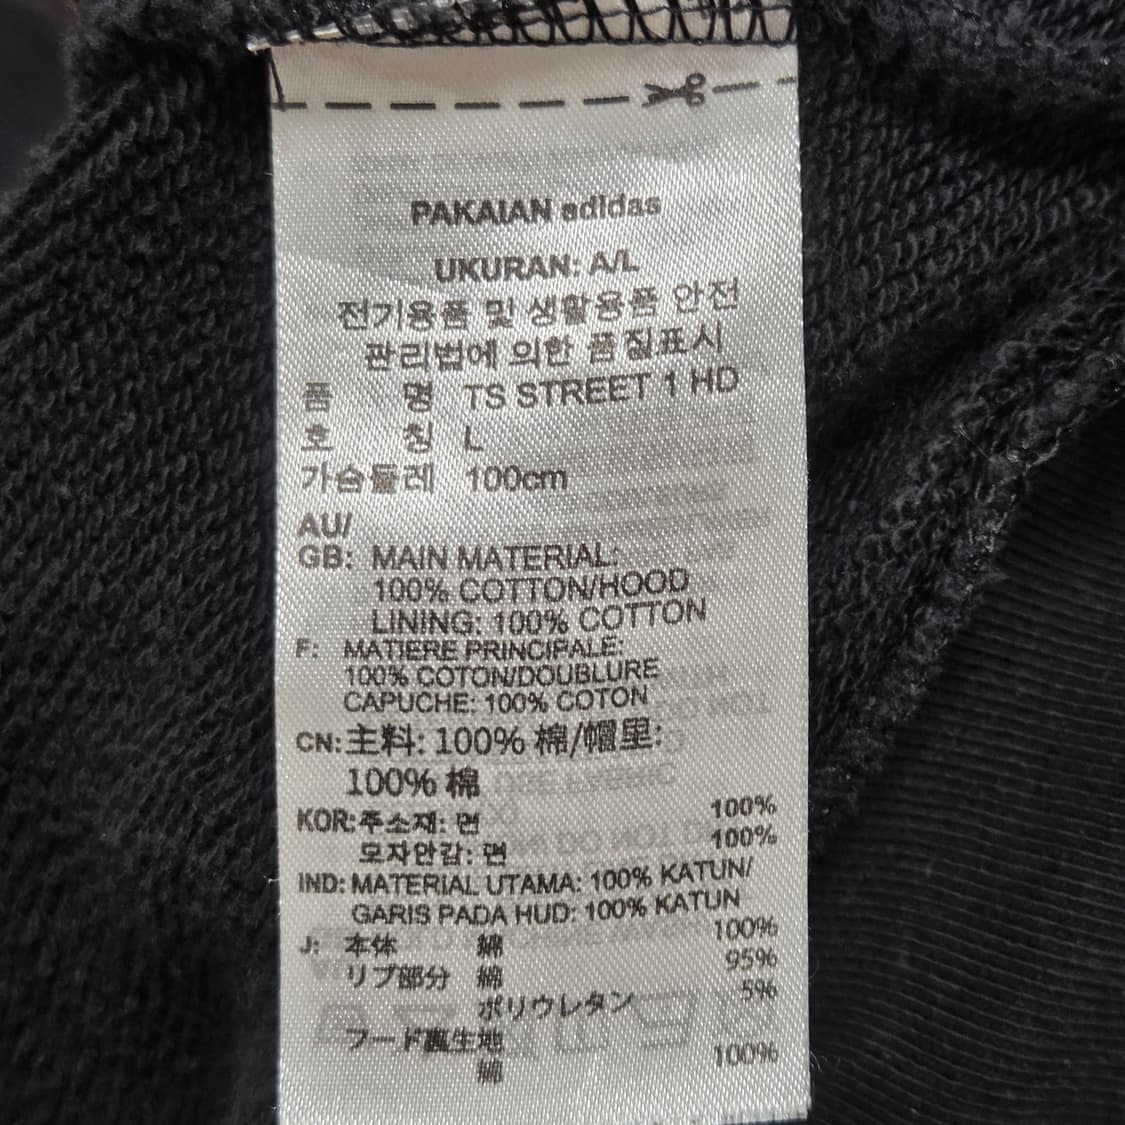 PAKAIAN adidas
UKURAN: A/L
전기용품 및 생활용품 안전
관리법에 의한 품질표시
품 명 TS STREET 1 HD
호 칭 L
가슴둘레 100cm
AU/
GB: MAIN MATERIAL:
100% COTTON/HOOD
LINING: 100% COTTON
F: MATIERE PRINCIPALE:
100% COTON/DOUBLURE
CAPUCHE: 100% COTON
CN: 主料: 100% 棉/帽里:
100% 棉
KOR: 주소재: 면 100%
모자안감: 면 100%
IND: MATERIAL UTAMA: 100% KATUN/
GARIS PADA HUD: 100% KATUN
J: 本体 綿 100%
リブ部分 綿 95%
ポリウレタン 5%
フード裏生地
綿 100%